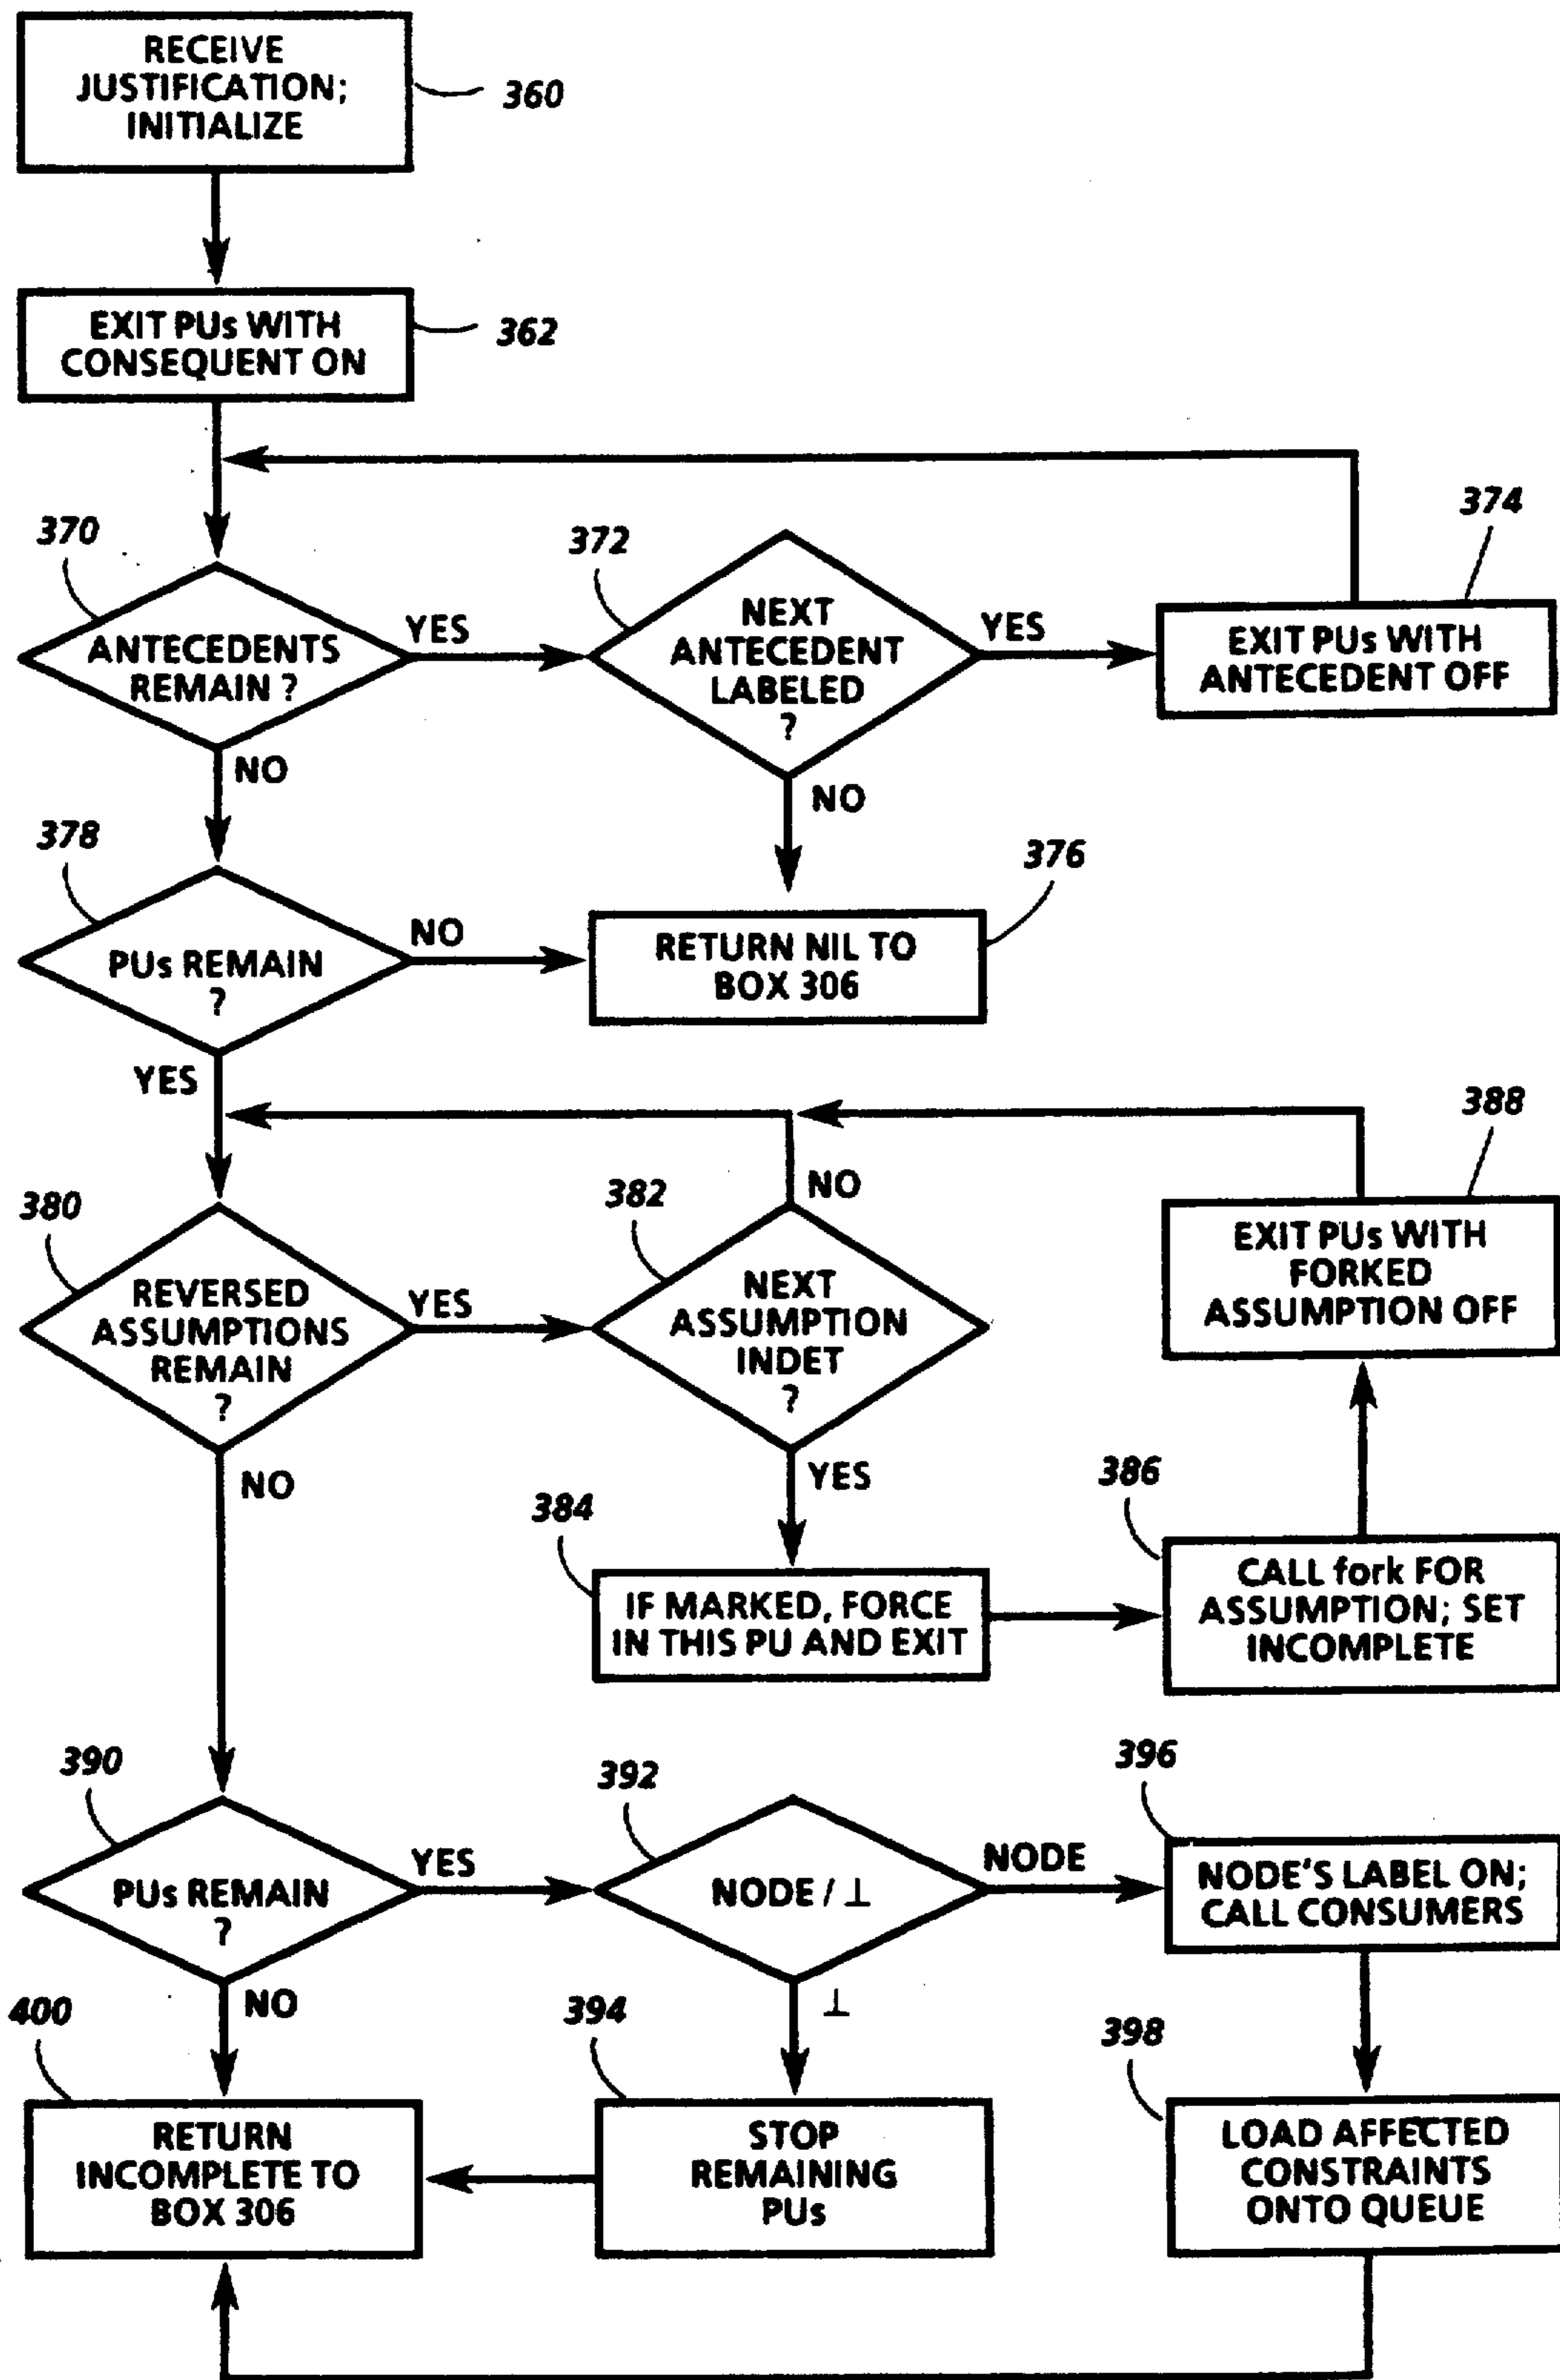 RECEIVE
JUSTIFICATION;
INITIALIZE
360
EXIT PUs WITH
CONSEQUENT ON
362
370
ANTECEDENTS
REMAIN ?
YES
NO
372
NEXT
ANTECEDENT
LABELED
?
YES
NO
374
EXIT PUs WITH
ANTECEDENT OFF
378
PUs REMAIN
?
NO
YES
376
RETURN NIL TO
BOX 306
380
REVERSED
ASSUMPTIONS
REMAIN
?
YES
NO
382
NO
NEXT
ASSUMPTION
INDET
?
YES
388
EXIT PUs WITH
FORKED
ASSUMPTION OFF
384
IF MARKED, FORCE
IN THIS PU AND EXIT
386
CALL fork FOR
ASSUMPTION; SET
INCOMPLETE
390
PUs REMAIN
?
YES
NO
392
NODE / ⊥
NODE
⊥
396
NODE'S LABEL ON;
CALL CONSUMERS
400
RETURN
INCOMPLETE TO
BOX 306
394
STOP
REMAINING
PUs
398
LOAD AFFECTED
CONSTRAINTS
ONTO QUEUE